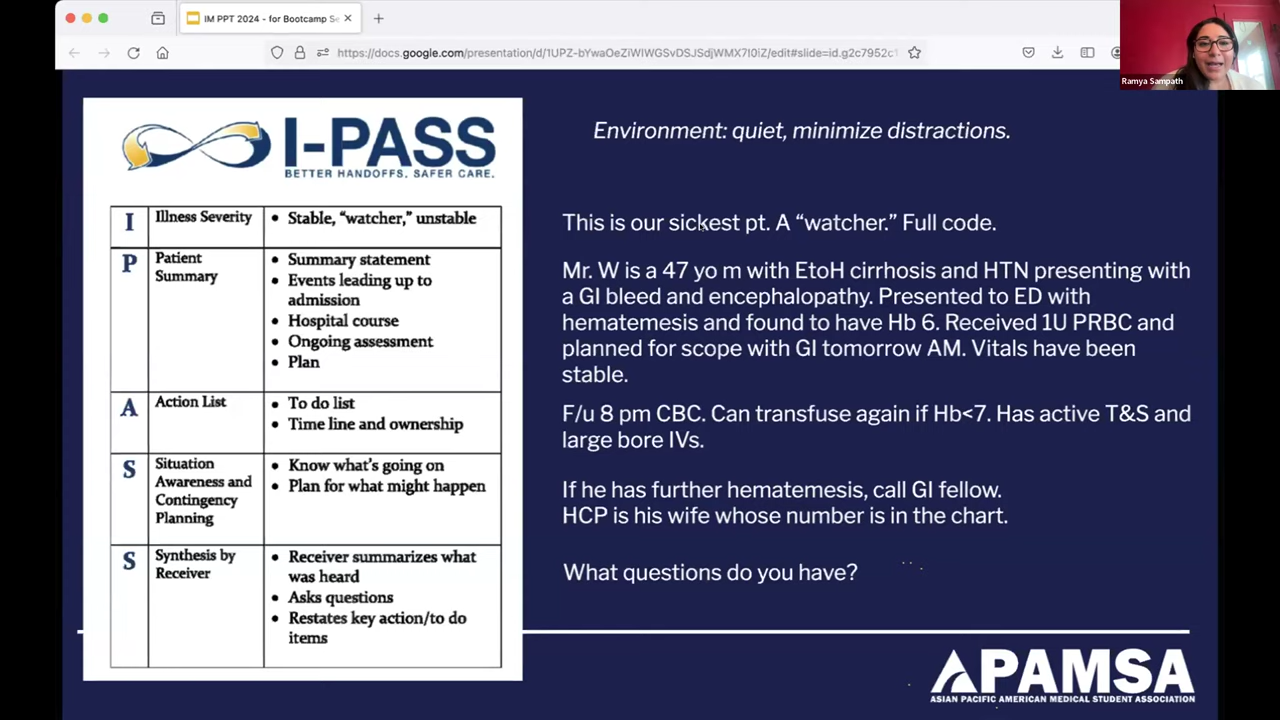 IM PPT 2024 - for Bootcamp Se
https://docs.google.com/presentation/d/1UPZ-bYwaOeZiWIWGSvDSJSdjWMX7I0iZ/edit#slide=id.g2c7952c1
Ramya Sampath
I-PASS
BETTER HANDOFFS. SAFER CARE.
I
Illness Severity
• Stable, “watcher,” unstable
P
Patient
Summary
• Summary statement
• Events leading up to
admission
• Hospital course
• Ongoing assessment
• Plan
A
Action List
• To do list
• Time line and ownership
S
Situation
Awareness and
Contingency
Planning
• Know what’s going on
• Plan for what might happen
S
Synthesis by
Receiver
• Receiver summarizes what
was heard
• Asks questions
• Restates key action/to do
items
Environment: quiet, minimize distractions.
This is our sickest pt. A “watcher.” Full code.
Mr. W is a 47 yo m with EtoH cirrhosis and HTN presenting with
a GI bleed and encephalopathy. Presented to ED with
hematemesis and found to have Hb 6. Received 1U PRBC and
planned for scope with GI tomorrow AM. Vitals have been
stable.
F/u 8 pm CBC. Can transfuse again if Hb<7. Has active T&S and
large bore IVs.
If he has further hematemesis, call GI fellow.
HCP is his wife whose number is in the chart.
What questions do you have?
APAMSA
ASIAN PACIFIC AMERICAN MEDICAL STUDENT ASSOCIATION